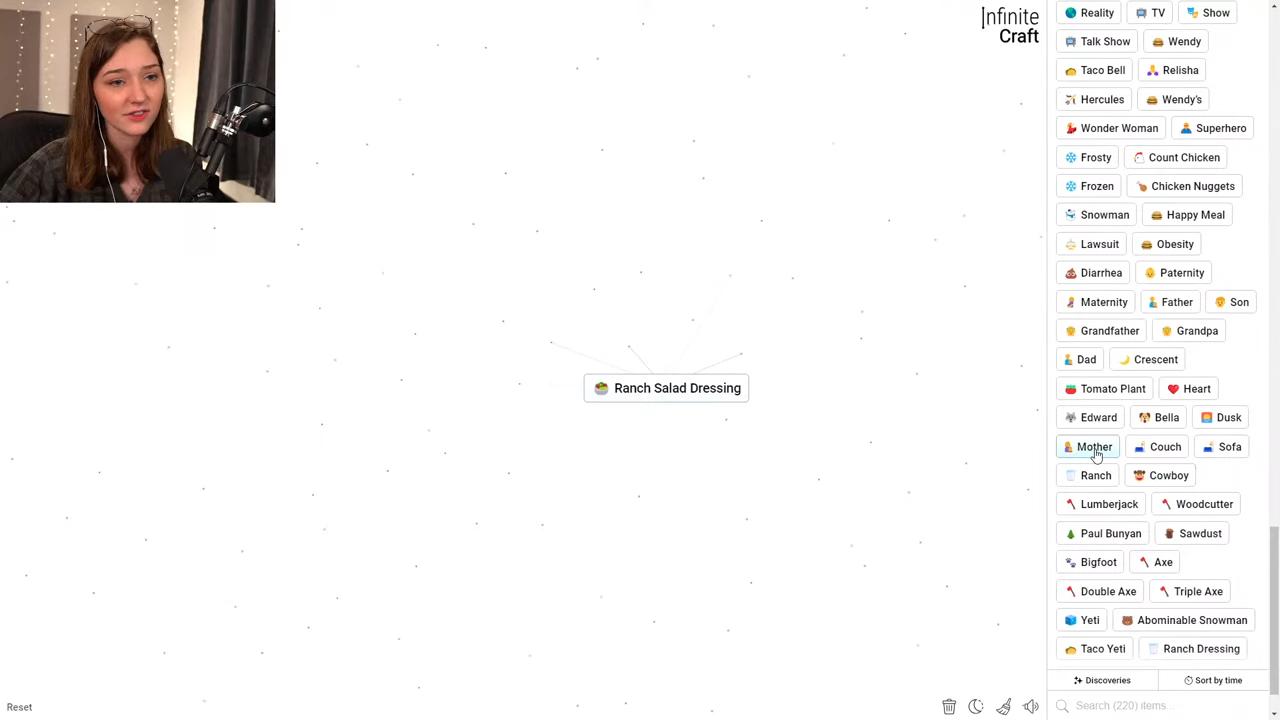 Infinite
Craft
Reality TV Show
Talk Show Wendy
Taco Bell Relisha
Hercules Wendy's
Wonder Woman Superhero
Frosty Count Chicken
Frozen Chicken Nuggets
Snowman Happy Meal
Lawsuit Obesity
Diarrhea Paternity
Maternity Father Son
Grandfather Grandpa
Dad Crescent
Ranch Salad Dressing
Tomato Plant Heart
Edward Bella Dusk
Mother Couch Sofa
Ranch Cowboy
Lumberjack Woodcutter
Paul Bunyan Sawdust
Bigfoot Axe
Double Axe Triple Axe
Yeti Abominable Snowman
Taco Yeti Ranch Dressing
Discoveries Sort by time
Reset
Search (220) items...